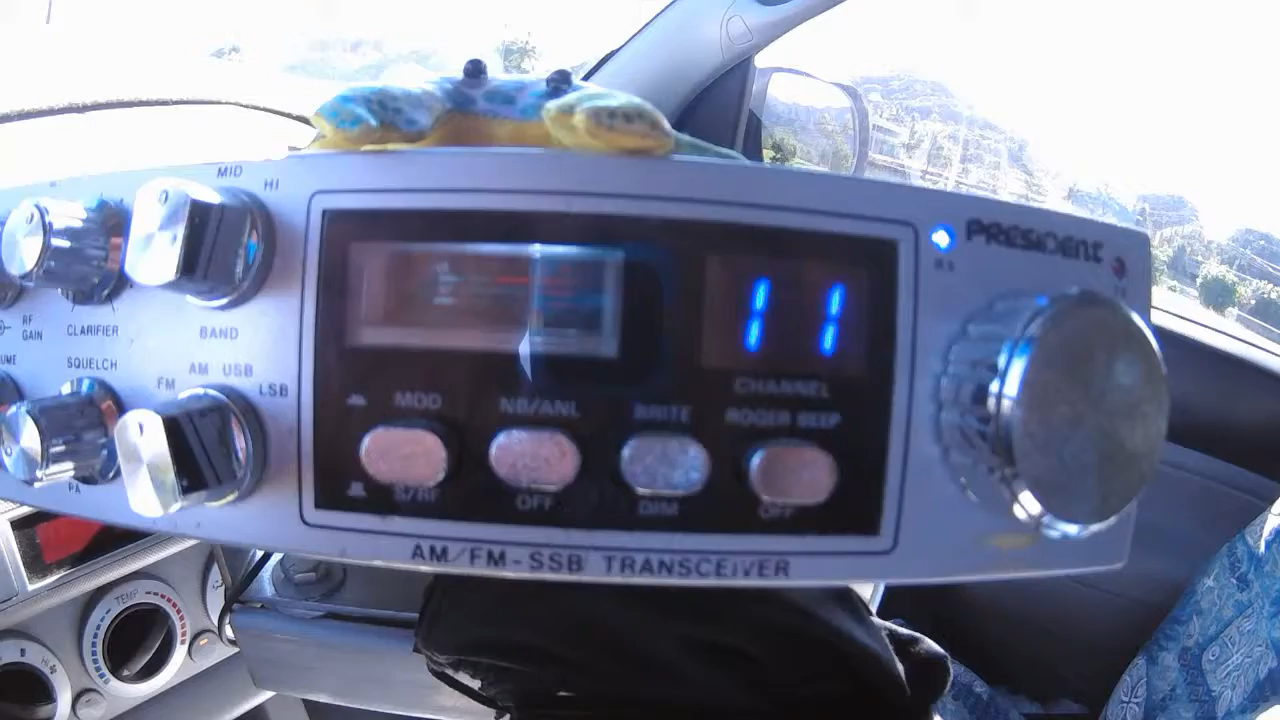 MID
HI
PRESIDENT
11
RF
GAIN
CLARIFIER
BAND
SQUELCH
AM USB
FM
LSB
CHANNEL
MOD
NB/ANL
BRITE
ROGER BEEP
S/RF
OFF
DIM
OFF
PA
AM/FM-SSB TRANSCEIVER
TEMP
HI